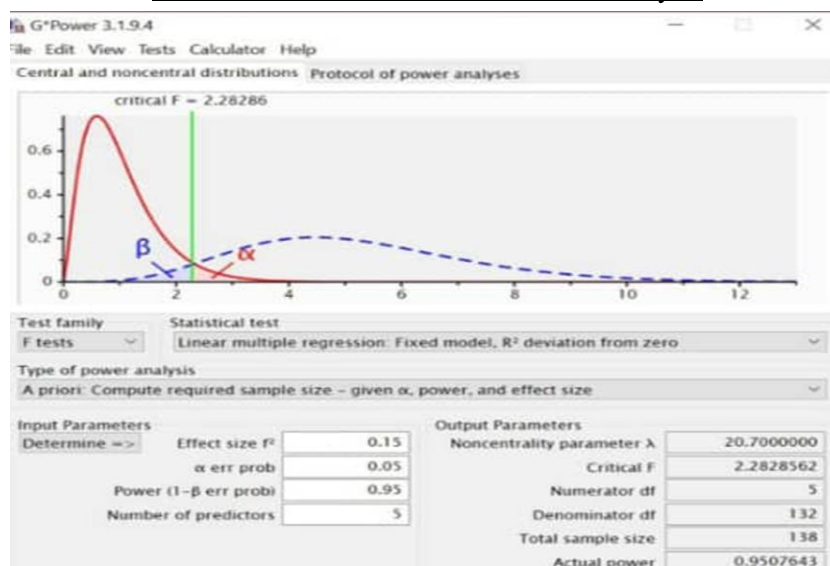 G*Power 3.1.9.4
File Edit View Tests Calculator Help
Central and noncentral distributions Protocol of power analyses
critical F = 2.28286
0.6
0.4
0.2
0
β
α
0 2 4 6 8 10 12
Test family Statistical test
F tests Linear multiple regression: Fixed model, R² deviation from zero
Type of power analysis
A priori: Compute required sample size – given α, power, and effect size
Input Parameters Output Parameters
Determine => Effect size f² 0.15 Noncentrality parameter λ 20.7000000
α err prob 0.05 Critical F 2.2828562
Power (1-β err prob) 0.95 Numerator df 5
Number of predictors 5 Denominator df 132
Total sample size 138
Actual power 0.9507643